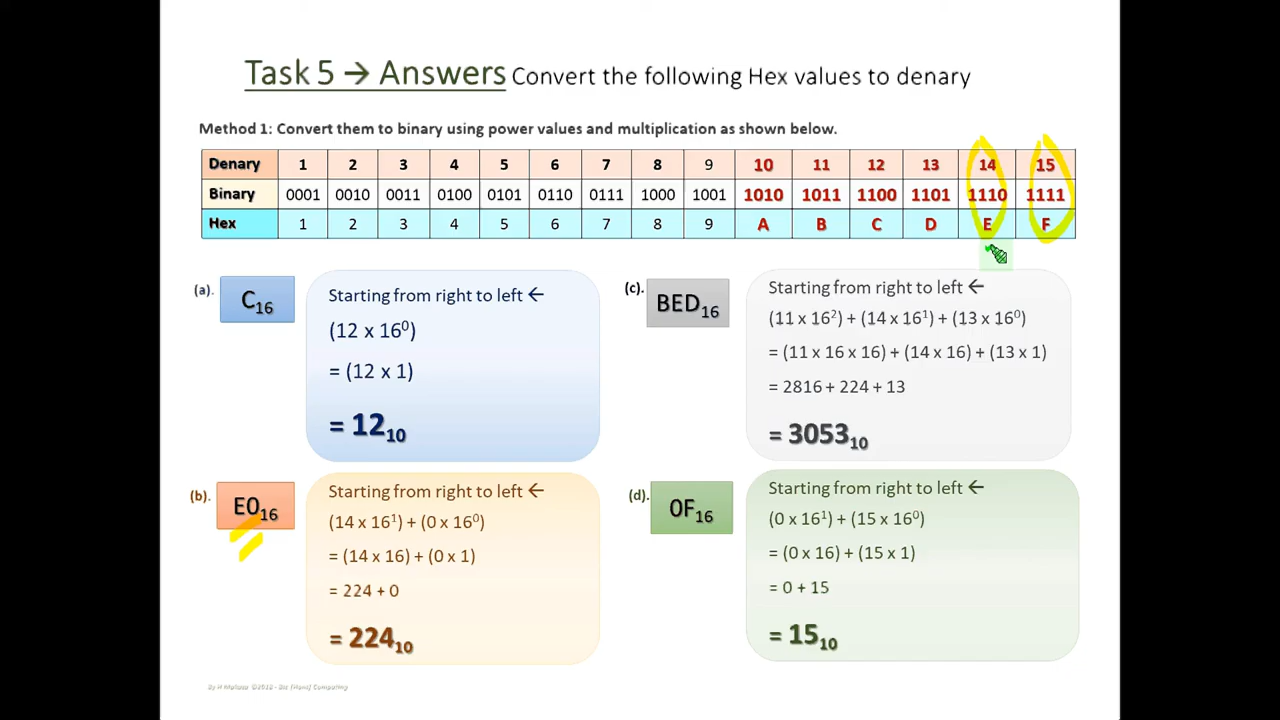 Task 5 → Answers Convert the following Hex values to denary
Method 1: Convert them to binary using power values and multiplication as shown below.
Denary 1 2 3 4 5 6 7 8 9 10 11 12 13 14 15
Binary 0001 0010 0011 0100 0101 0110 0111 1000 1001 1010 1011 1100 1101 1110 1111
Hex 1 2 3 4 5 6 7 8 9 A B C D E F
(a). C₁₆
Starting from right to left ←
(12 x 16⁰)
= (12 x 1)
= 12₁₀
(b). E0₁₆
Starting from right to left ←
(14 x 16¹) + (0 x 16⁰)
= (14 x 16) + (0 x 1)
= 224 + 0
= 224₁₀
(c). BED₁₆
Starting from right to left ←
(11 x 16²) + (14 x 16¹) + (13 x 16⁰)
= (11 x 16 x 16) + (14 x 16) + (13 x 1)
= 2816 + 224 + 13
= 3053₁₀
(d). 0F₁₆
Starting from right to left ←
(0 x 16¹) + (15 x 16⁰)
= (0 x 16) + (15 x 1)
= 0 + 15
= 15₁₀